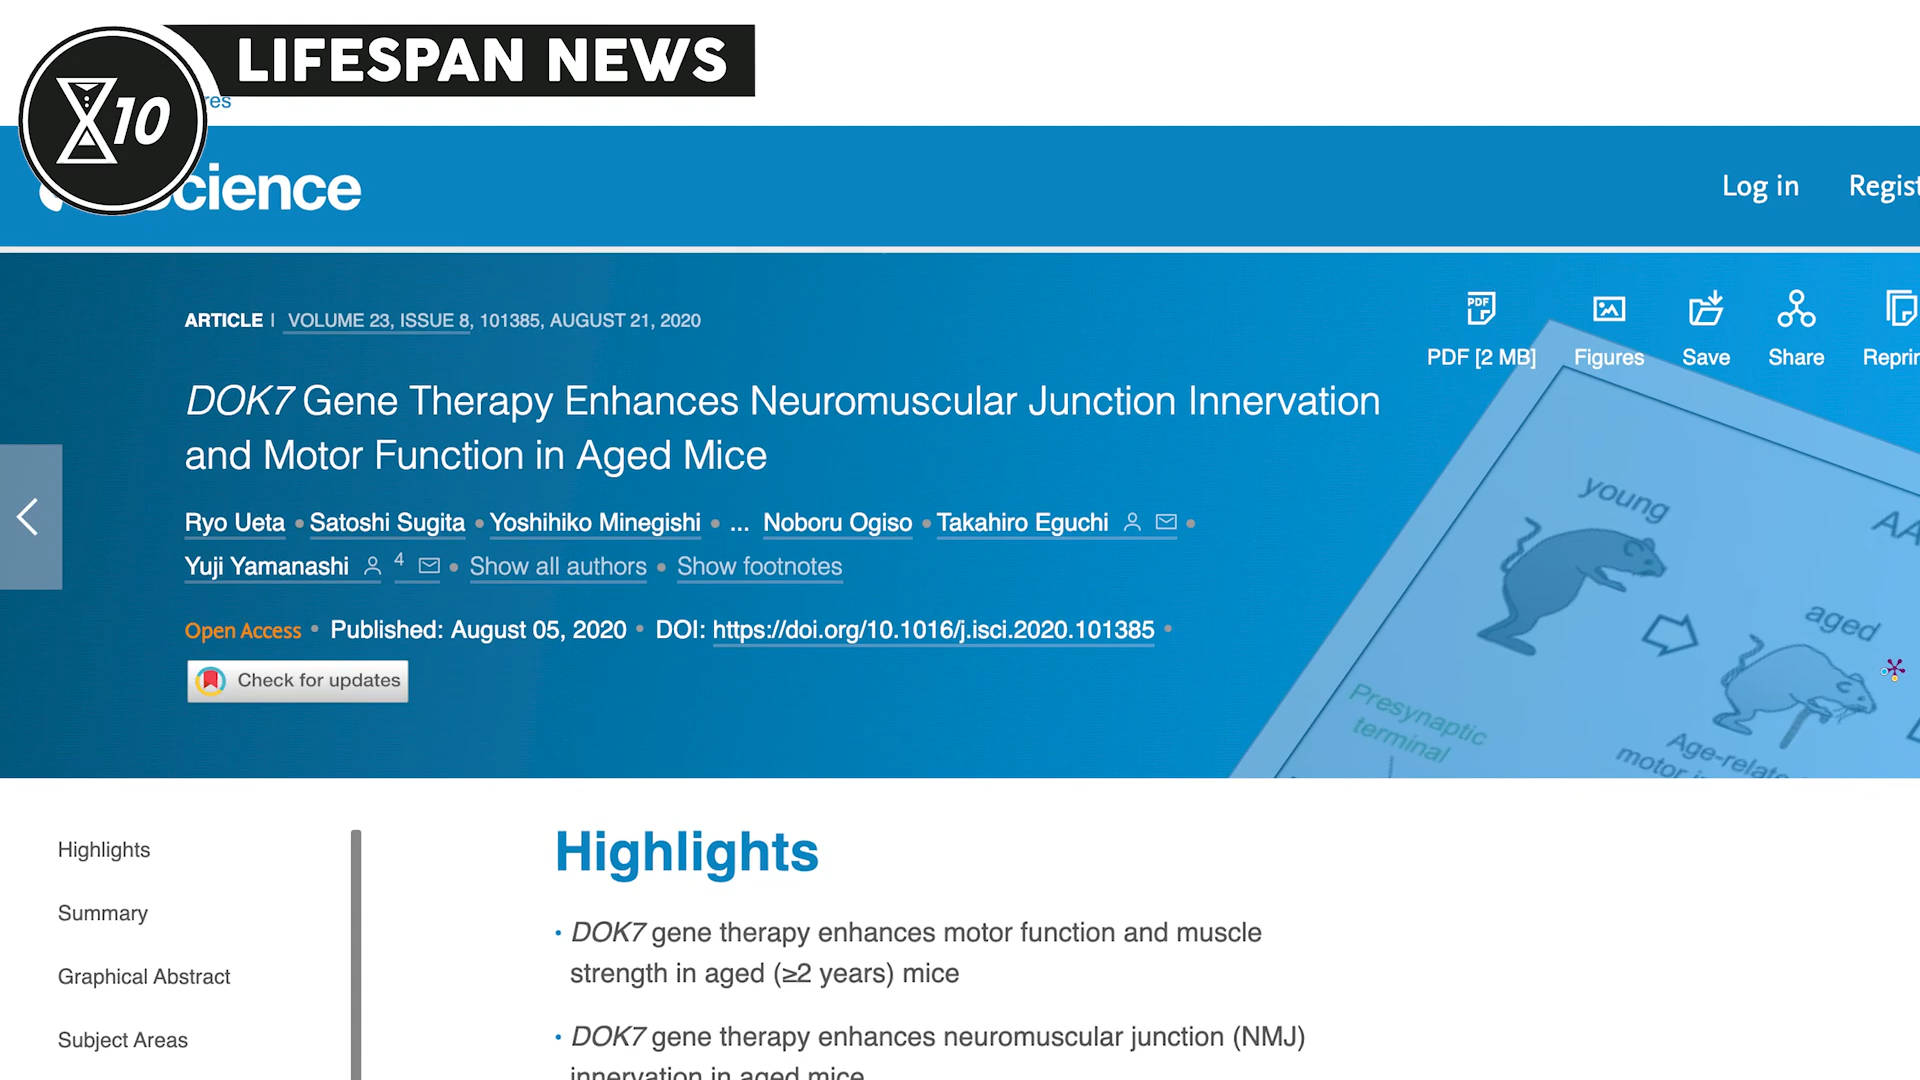 LIFESPAN NEWS
10
res
cience
Log in
Regist
ARTICLE | VOLUME 23, ISSUE 8, 101385, AUGUST 21, 2020
PDF [2 MB]
Figures
Save
Share
Reprin
DOK7 Gene Therapy Enhances Neuromuscular Junction Innervation
and Motor Function in Aged Mice
Ryo Ueta • Satoshi Sugita • Yoshihiko Minegishi • ... Noboru Ogiso • Takahiro Eguchi •
Yuji Yamanashi 4 • Show all authors • Show footnotes
Open Access • Published: August 05, 2020 • DOI: https://doi.org/10.1016/j.isci.2020.101385 •
Check for updates
young
AA
aged
Presynaptic
terminal
Age-relate
motor i
Highlights
Summary
Graphical Abstract
Subject Areas
Highlights
• DOK7 gene therapy enhances motor function and muscle
strength in aged (≥2 years) mice
• DOK7 gene therapy enhances neuromuscular junction (NMJ)
innervation in aged mice